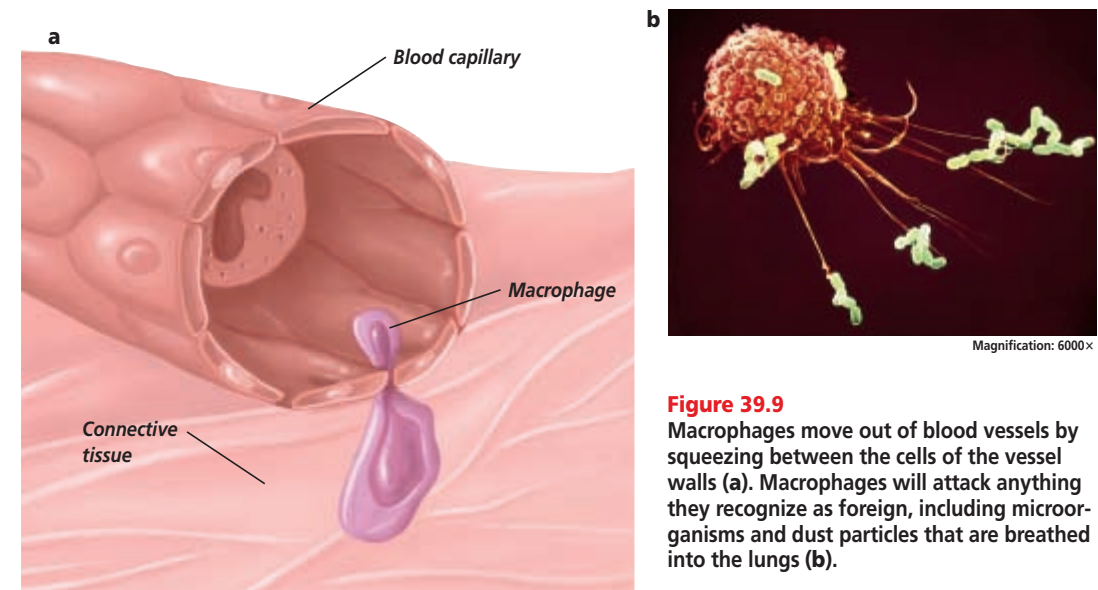 a
Blood capillary
Macrophage
Connective
tissue
b
Magnification: 6000×
Figure 39.9
Macrophages move out of blood vessels by
squeezing between the cells of the vessel
walls (a). Macrophages will attack anything
they recognize as foreign, including microor-
ganisms and dust particles that are breathed
into the lungs (b).